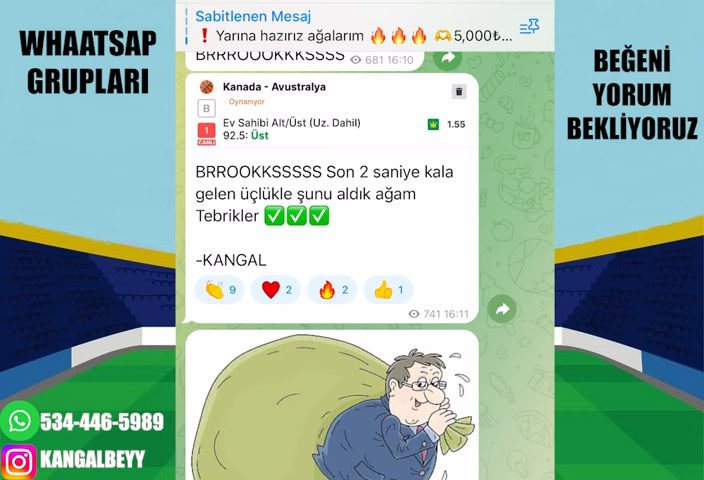 WHAATSAP
GRUPLARI
534-446-5989
KANGALBEYY
Sabitlenen Mesaj
❗ Yarına hazırız ağalarım 🔥🔥🔥 🫶5,000₺...
BRRROOOKKKSSSS 681 16:10
Kanada - Avustralya
Oynanıyor
B
Ev Sahibi Alt/Üst (Uz. Dahil) 1.55
1
92.5: Üst
CANLI
BRROOKKSSSSS Son 2 saniye kala
gelen üçlükle şunu aldık ağam
Tebrikler ✅✅✅
-KANGAL
👏 9 ❤️ 2 🔥 2 👍 1
741 16:11
BEĞENİ
YORUM
BEKLİYORUZ